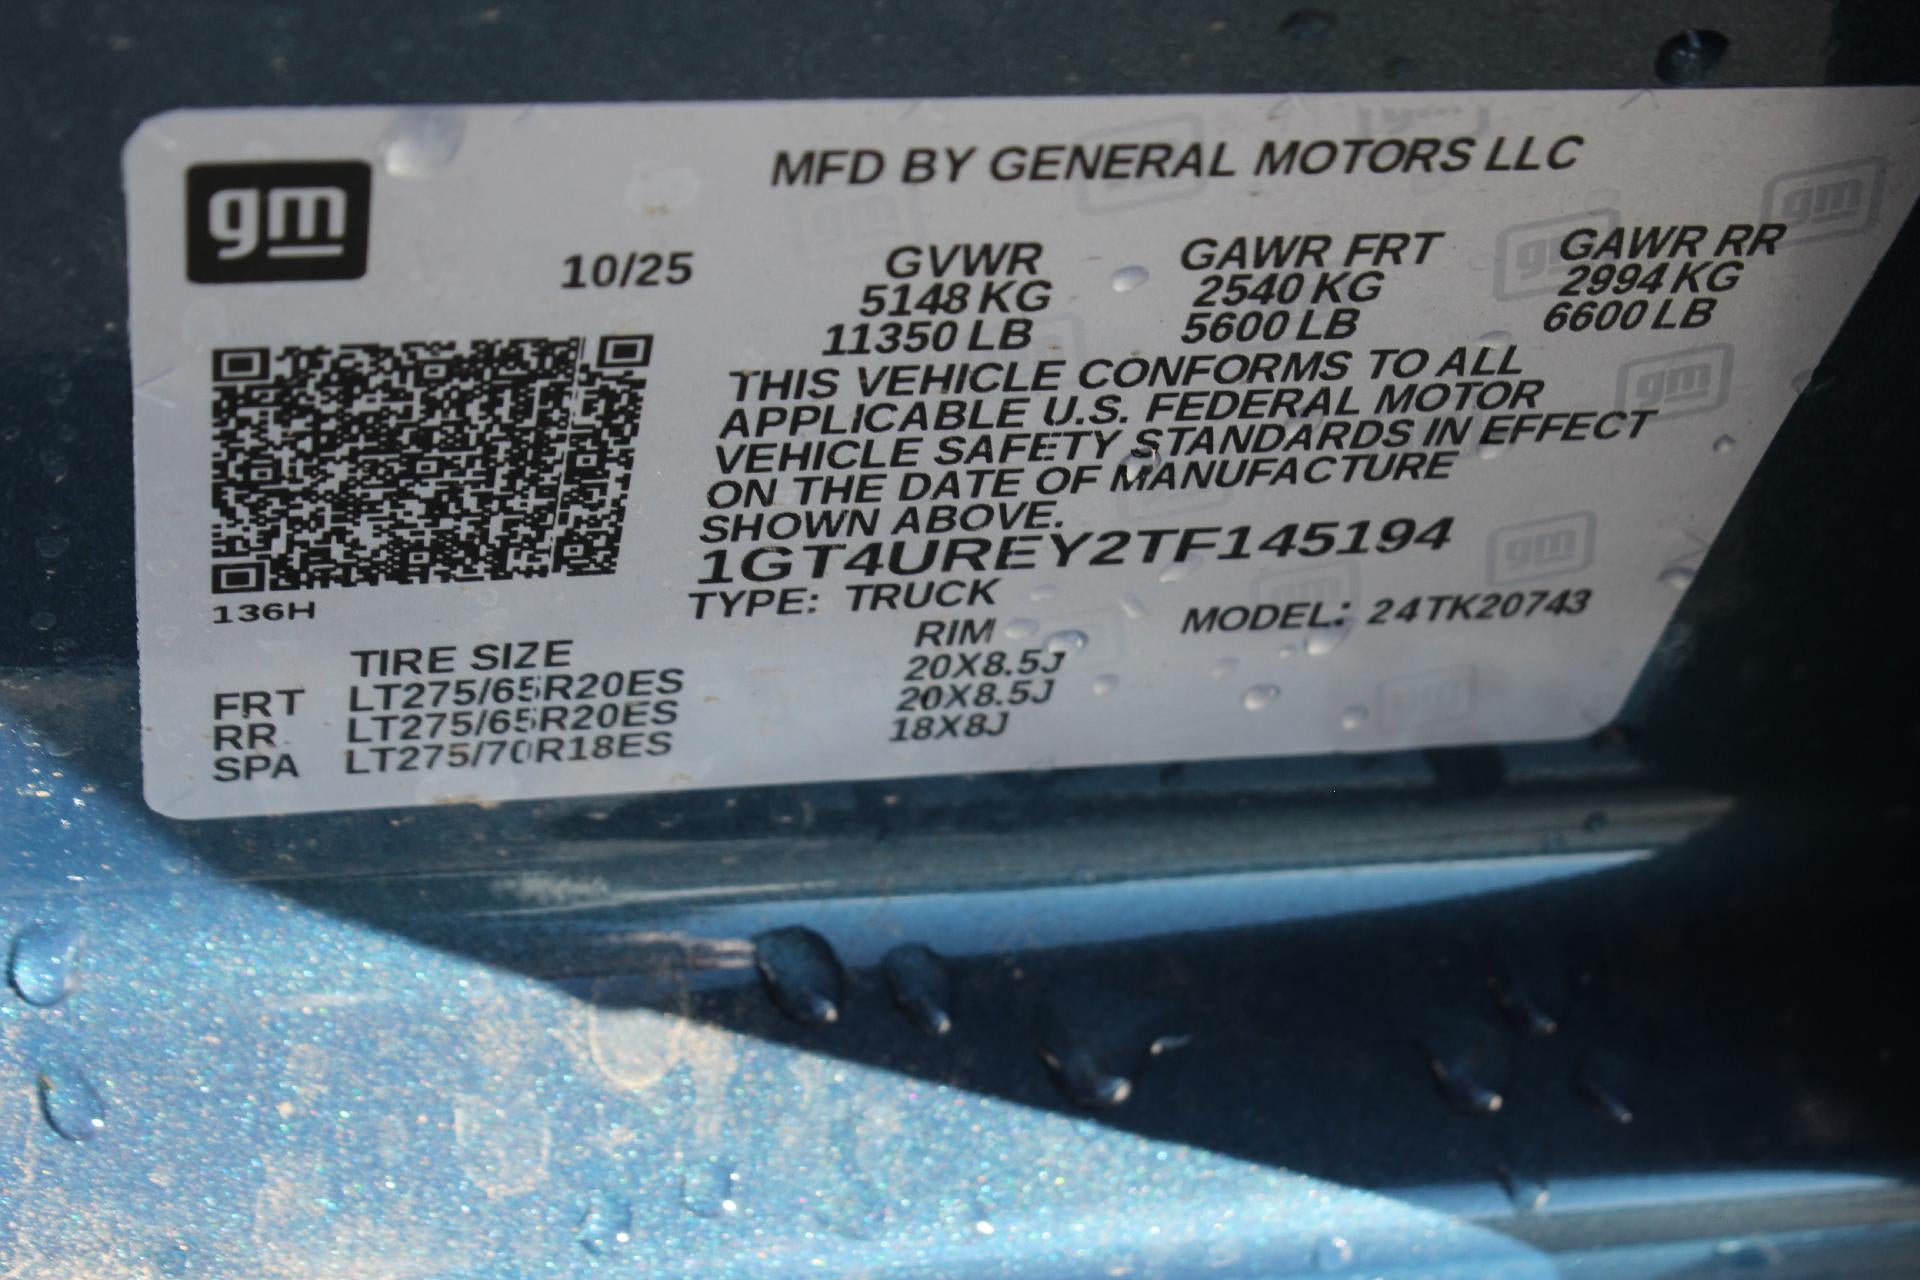 gm
MFD BY GENERAL MOTORS LLC
10/25
GVWR GAWR FRT GAWR RR
5148 KG 2540 KG 2994 KG
11350 LB 5600 LB 6600 LB
THIS VEHICLE CONFORMS TO ALL
APPLICABLE U.S. FEDERAL MOTOR
VEHICLE SAFETY STANDARDS IN EFFECT
ON THE DATE OF MANUFACTURE
SHOWN ABOVE.
1GT4UREY2TF145194
136H
TYPE: TRUCK MODEL: 24TK20743
TIRE SIZE RIM
FRT LT275/65R20ES 20X8.5J
RR LT275/65R20ES 20X8.5J
SPA LT275/70R18ES 18X8J